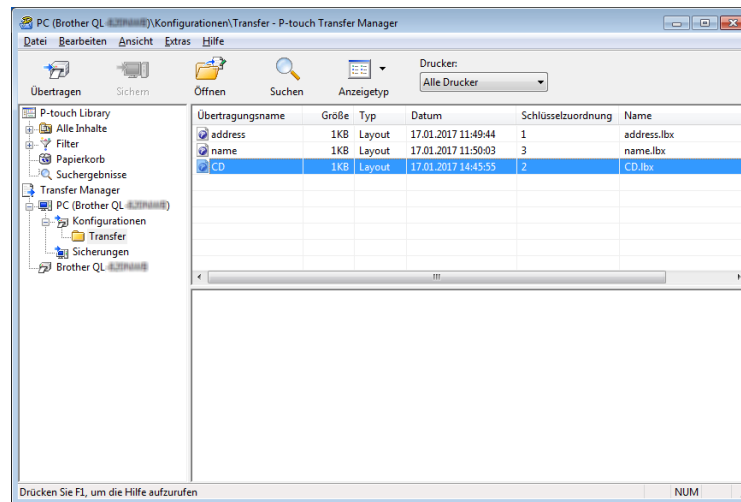 PC (Brother QL )\Konfigurationen\Transfer - P-touch Transfer Manager
Datei Bearbeiten Ansicht Extras Hilfe
Übertragen Sichern Öffnen Suchen Anzeigetyp
Drucker:
Alle Drucker
P-touch Library
Alle Inhalte
Filter
Papierkorb
Suchergebnisse
Transfer Manager
PC (Brother QL )
Konfigurationen
Transfer
Sicherungen
Brother QL
Übertragungsname Größe Typ Datum Schlüsselzuordnung Name
address 1KB Layout 17.01.2017 11:49:44 1 address.lbx
name 1KB Layout 17.01.2017 11:50:03 3 name.lbx
CD 1KB Layout 17.01.2017 14:45:55 2 CD.lbx
Drücken Sie F1, um die Hilfe aufzurufen
NUM